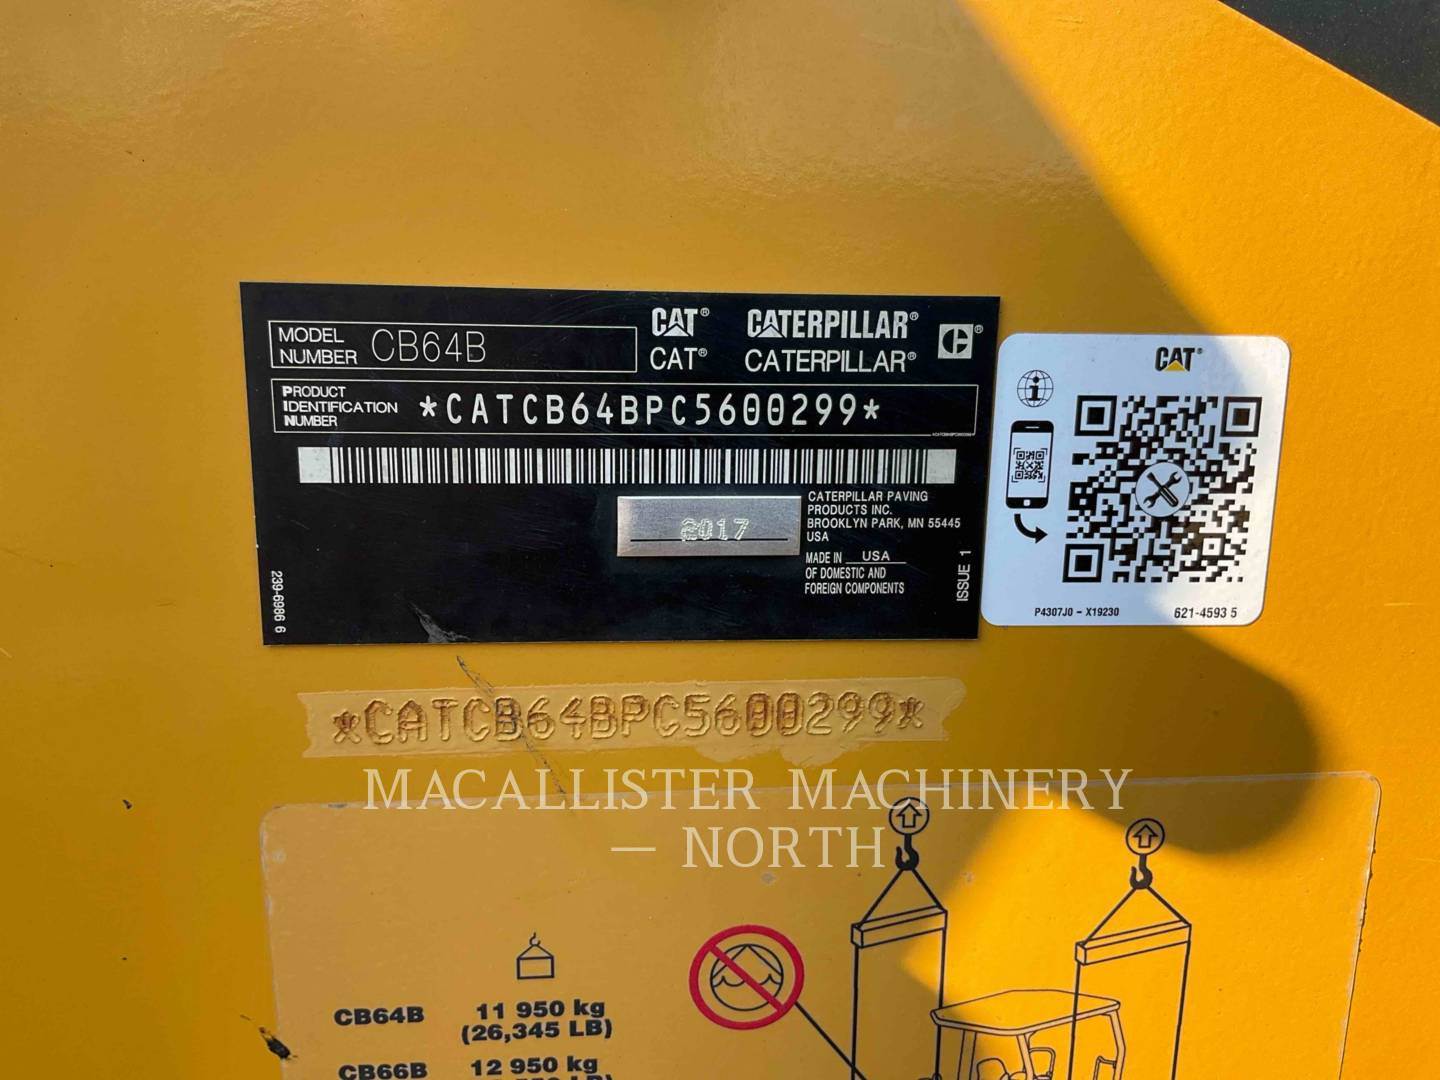 MODEL NUMBER CB64B
CAT® CATERPILLAR®
CAT® CATERPILLAR®
PRODUCT IDENTIFICATION NUMBER *CATCB64BPC5600299*
2017
CATERPILLAR PAVING
PRODUCTS INC.
BROOKLYN PARK, MN 55445
USA
MADE IN USA
OF DOMESTIC AND
FOREIGN COMPONENTS
ISSUE 1
239-6986 6
CAT®
P4307J0 - X19230
621-4593 5
*CATCB64BPC5600299*
MACALLISTER MACHINERY
— NORTH
CB64B 11 950 kg
(26,345 LB)
CB66B 12 950 kg